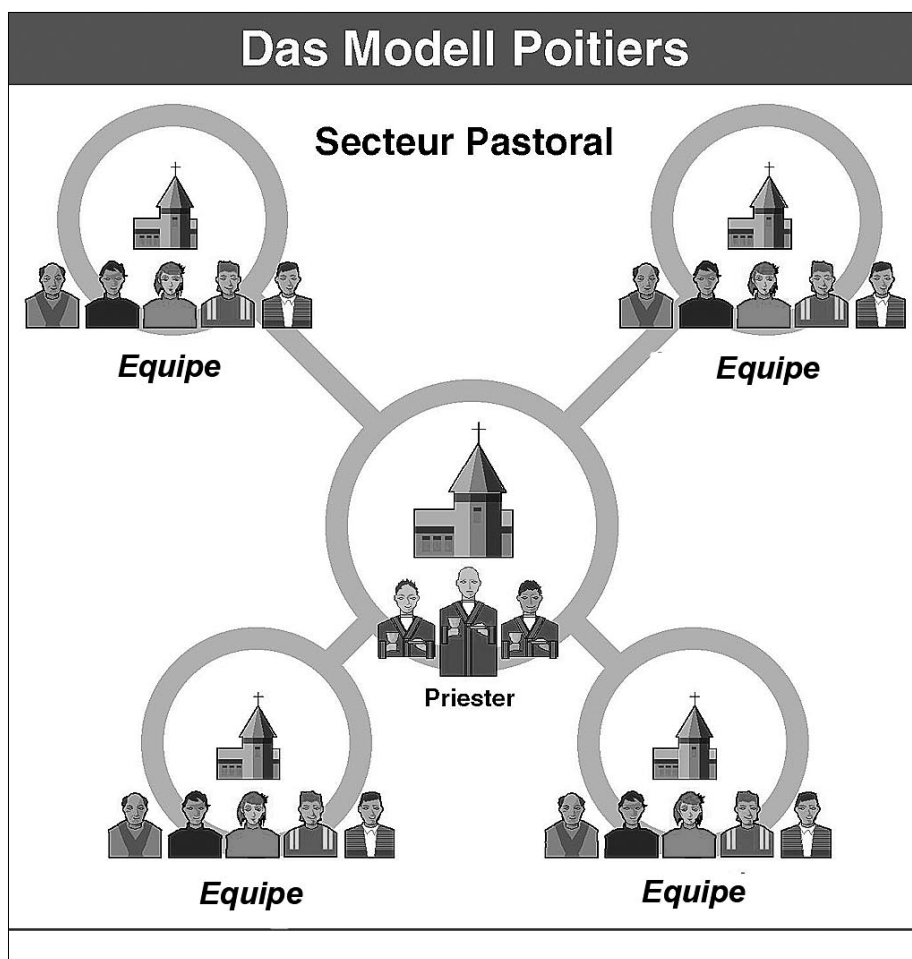 Das Modell Poitiers
Secteur Pastoral
Equipe
Equipe
Priester
Equipe
Equipe